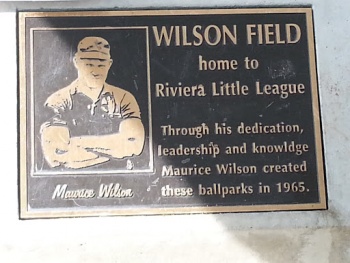 WILSON FIELD
home to
Riviera Little League
Through his dedication,
leadership and knowldge
Maurice Wilson created
these ballparks in 1965.
Maurice Wilson